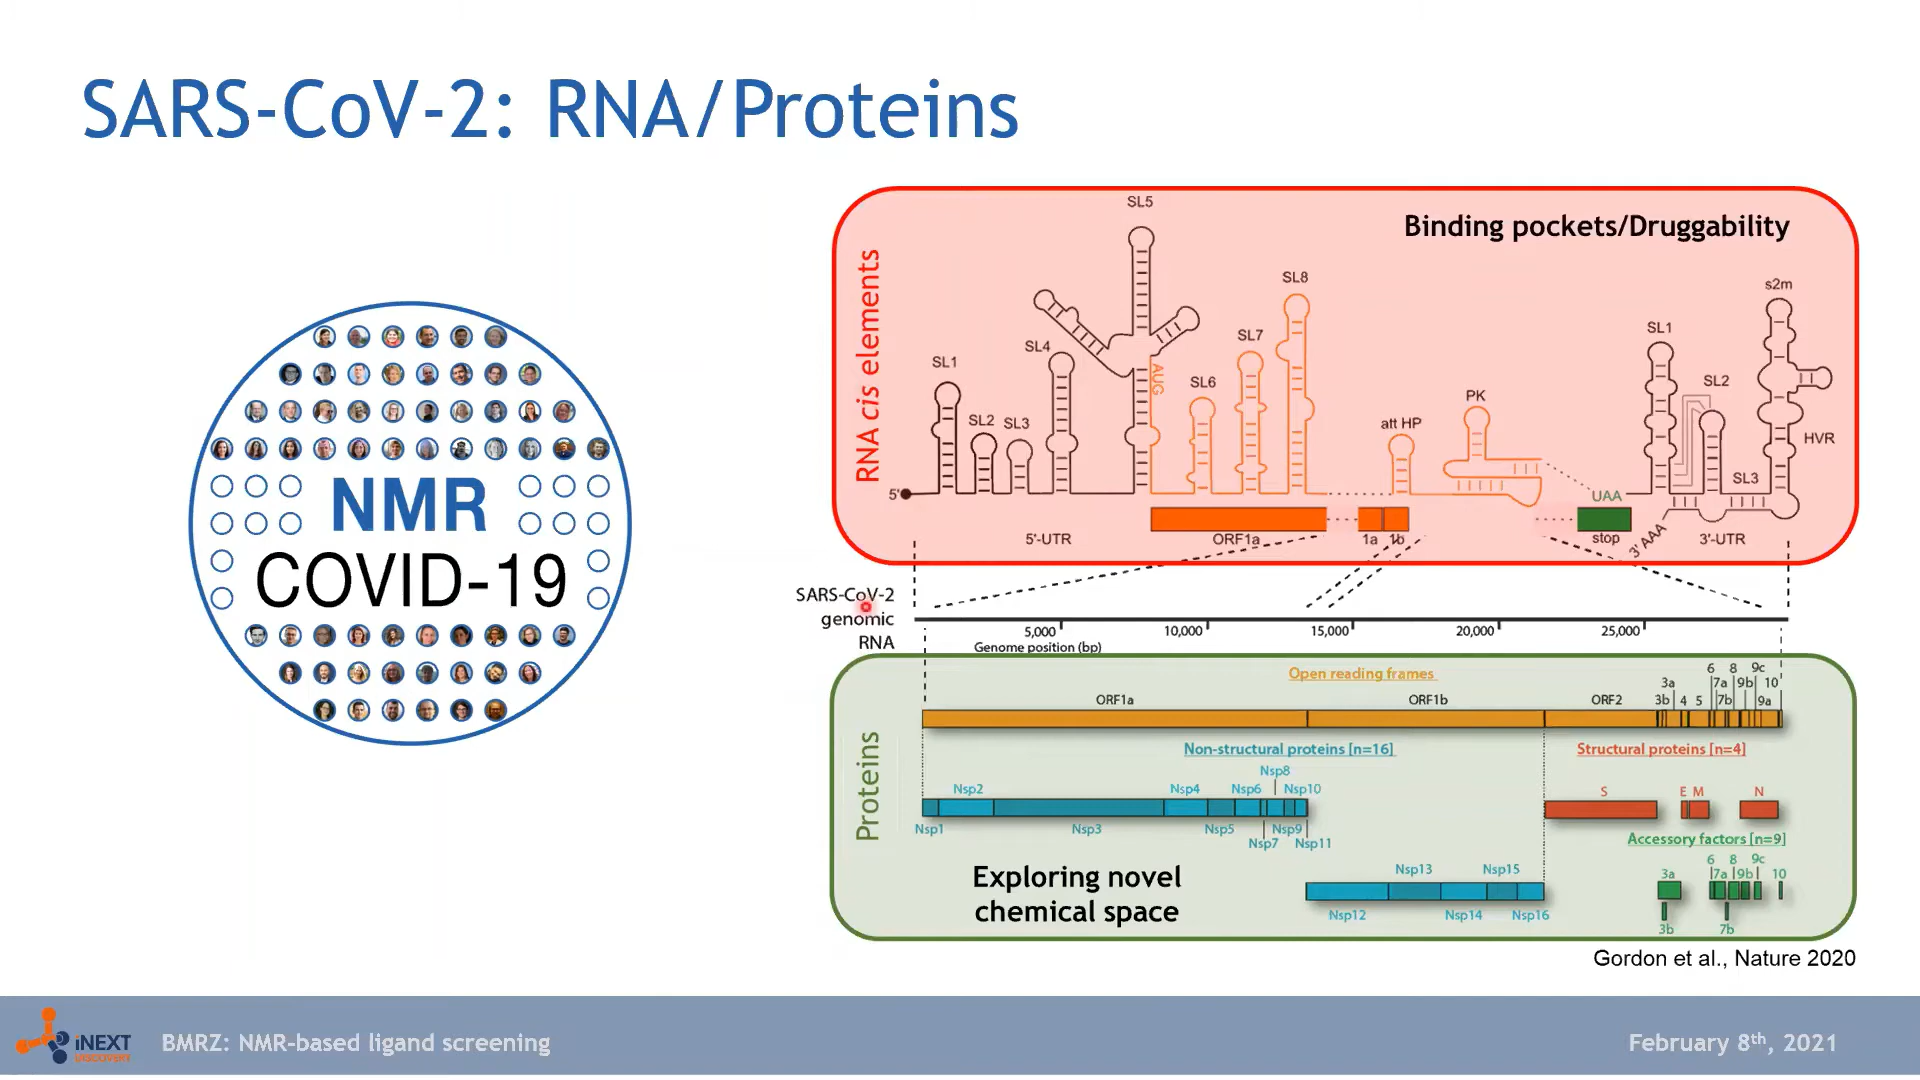 SARS-CoV-2: RNA/Proteins
NMR
COVID-19
Binding pockets/Druggability
RNA cis elements
SL5
SL8
s2m
SL7
SL1
SL4
SL1
AUG
SL6
SL2
PK
SL2 SL3
att HP
HVR
SL3
5'
UAA
5'-UTR
ORF1a
1a 1b
stop
3' AAA
3'-UTR
SARS-CoV-2
genomic
RNA
5,000 10,000 15,000 20,000 25,000
Genome position (bp)
Proteins
Open reading frames
6 8 9c
3a 7a 9b 10
ORF1a ORF1b ORF2 3b 4 5 7b 9a
Non-structural proteins [n=16]
Structural proteins [n=4]
Nsp8
Nsp2 Nsp4 Nsp6 Nsp10
S E M N
Nsp1 Nsp3 Nsp5 Nsp9
Nsp7 Nsp11
Accessory factors [n=9]
6 8 9c
3a 7a 9b 10
Nsp13 Nsp15
Nsp12 Nsp14 Nsp16
3b 7b
Exploring novel
chemical space
Gordon et al., Nature 2020
iNEXT
DISCOVERY
BMRZ: NMR-based ligand screening
February 8th, 2021